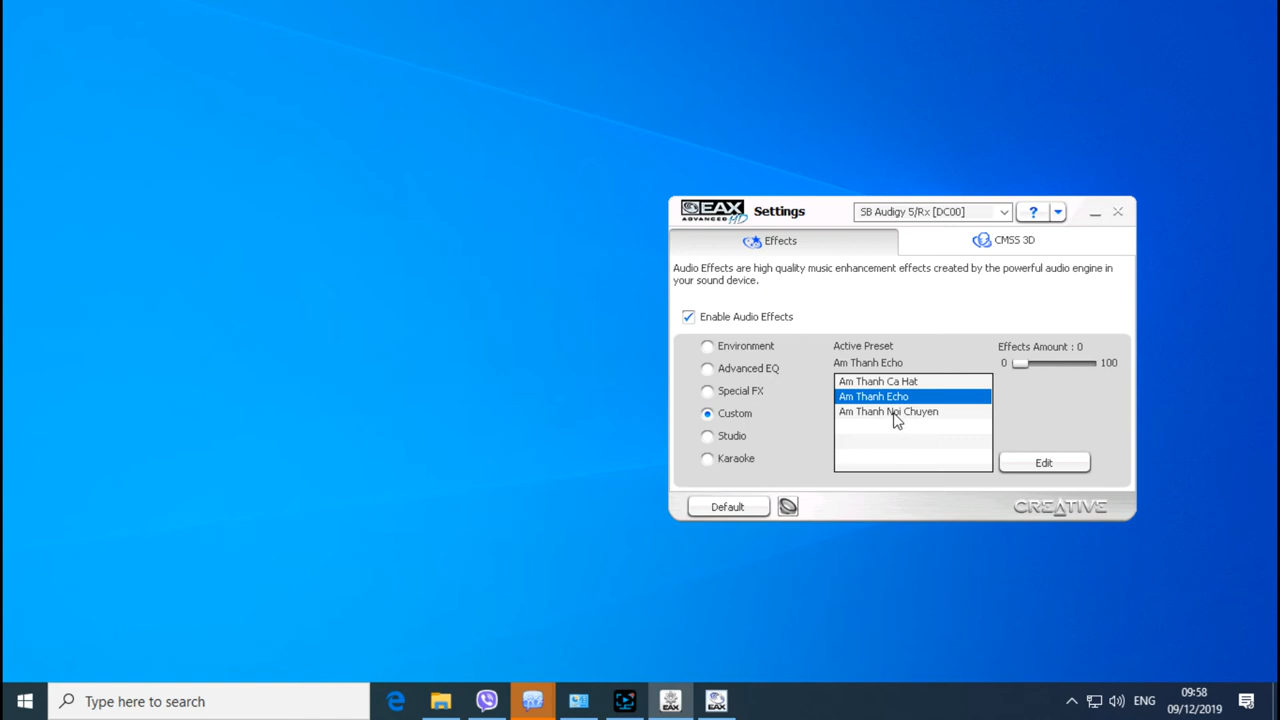 EAX
ADVANCED HD
Settings
SB Audigy 5/Rx [DC00]
?
Effects
CMSS 3D
Audio Effects are high quality music enhancement effects created by the powerful audio engine in
your sound device.
Enable Audio Effects
Environment
Advanced EQ
Special FX
Custom
Studio
Karaoke
Active Preset
Am Thanh Echo
Am Thanh Ca Hat
Am Thanh Echo
Am Thanh Noi Chuyen
Effects Amount : 0
0
100
Edit
Default
CREATIVE
Type here to search
EAX
EAX
ENG
09:58
09/12/2019